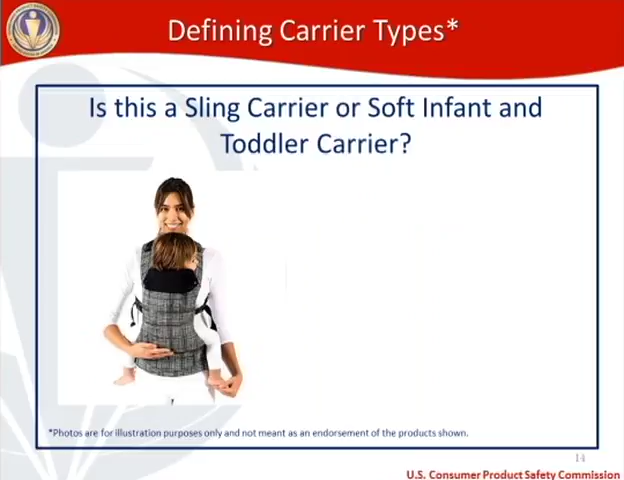 Defining Carrier Types*
Is this a Sling Carrier or Soft Infant and
Toddler Carrier?
*Photos are for illustration purposes only and not meant as an endorsement of the products shown.
14
U.S. Consumer Product Safety Commission